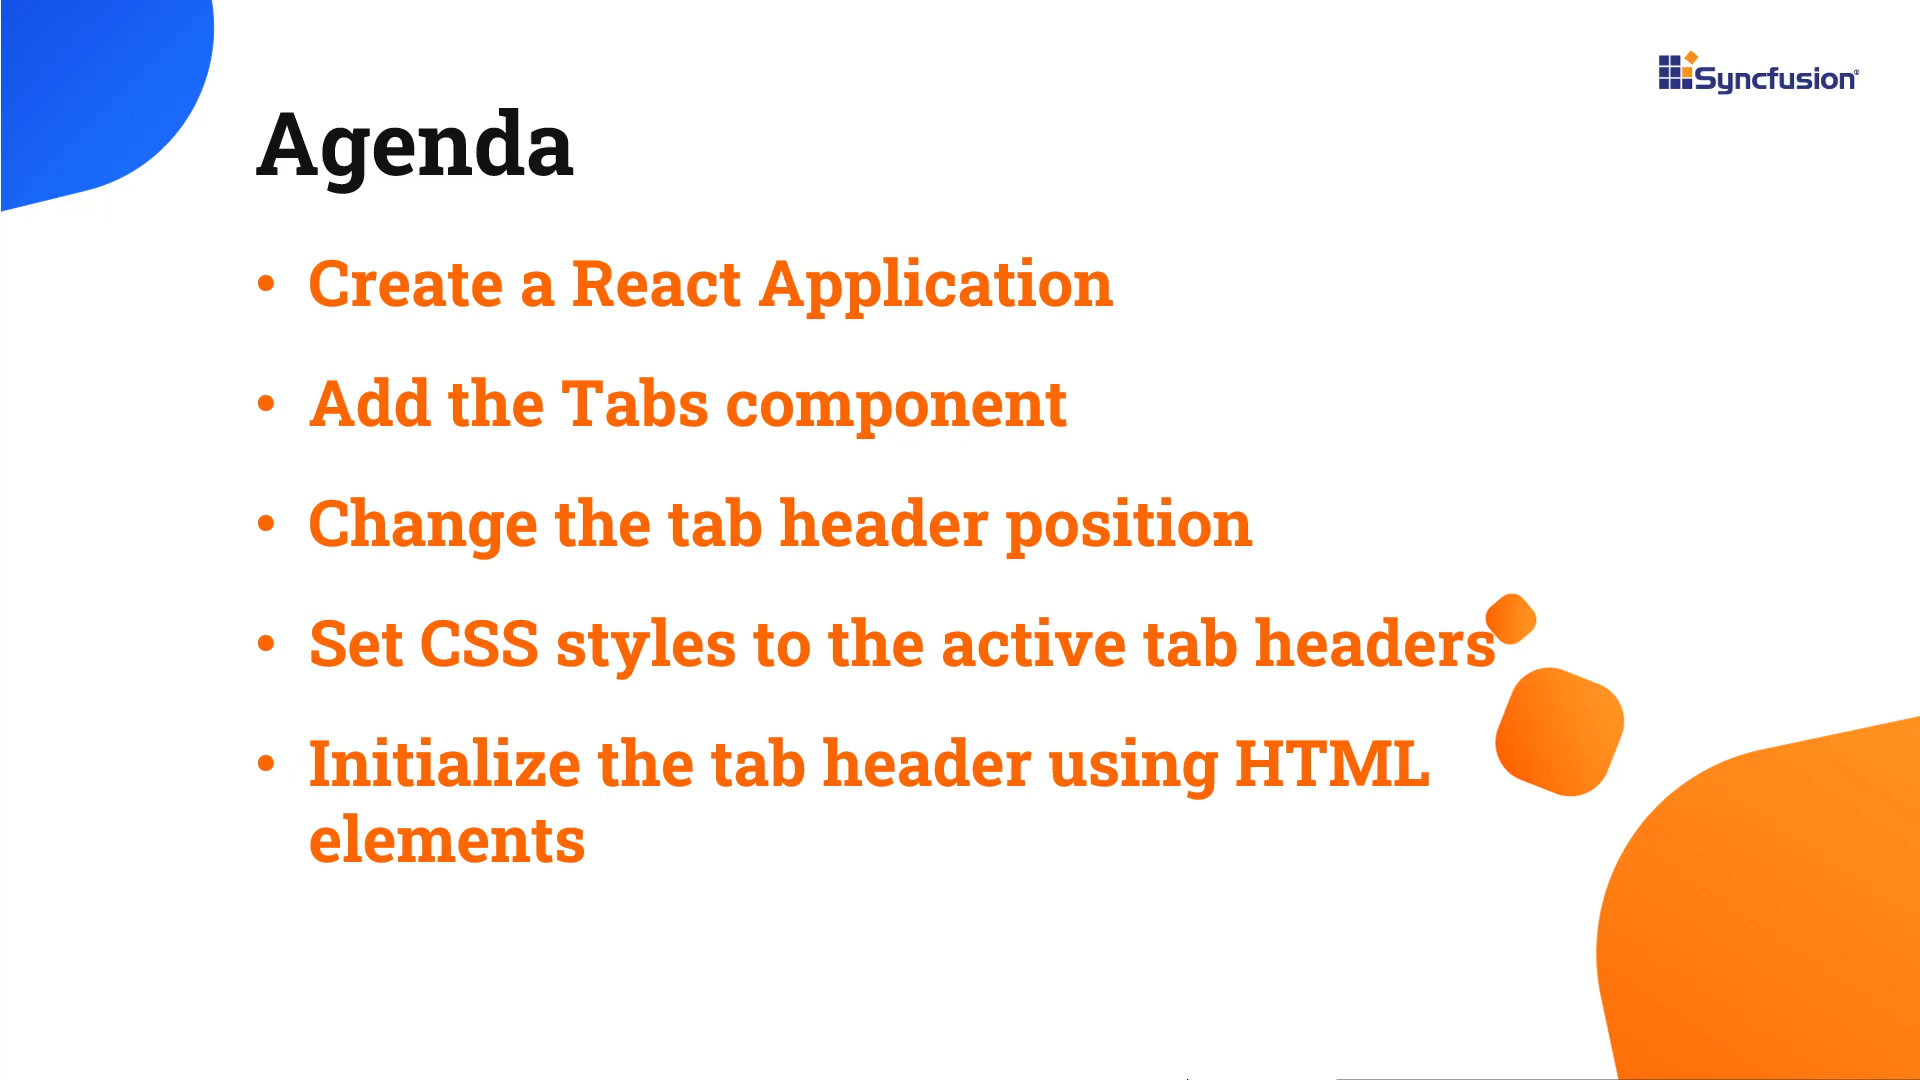 Syncfusion®
Agenda
• Create a React Application
• Add the Tabs component
• Change the tab header position
• Set CSS styles to the active tab headers
• Initialize the tab header using HTML
elements